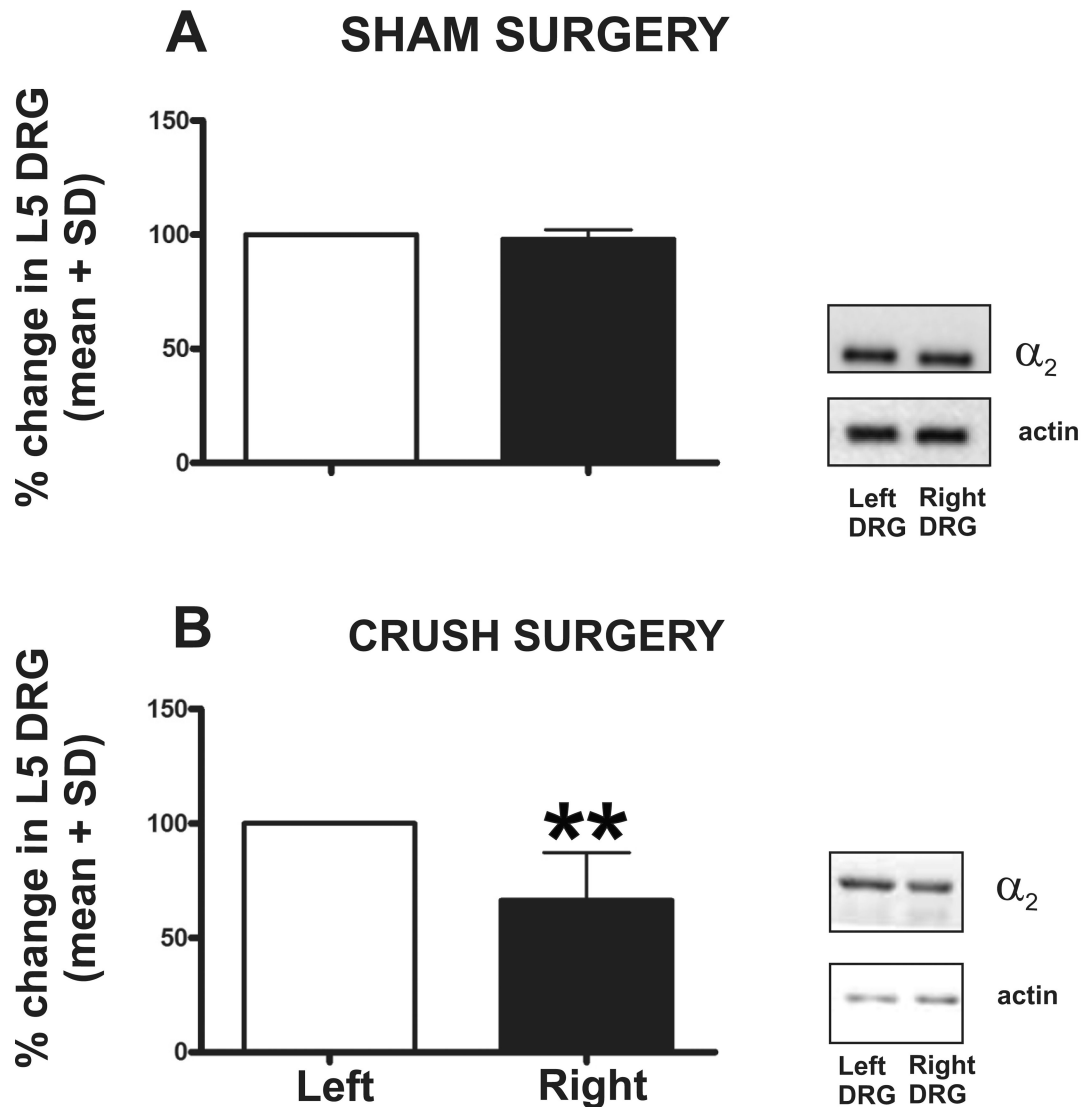 A
SHAM SURGERY
% change in L5 DRG
(mean + SD)
150
100
50
0
α2
actin
Left Right
DRG DRG
B
CRUSH SURGERY
% change in L5 DRG
(mean + SD)
150
100
50
0
**
Left
Right
α2
actin
Left Right
DRG DRG